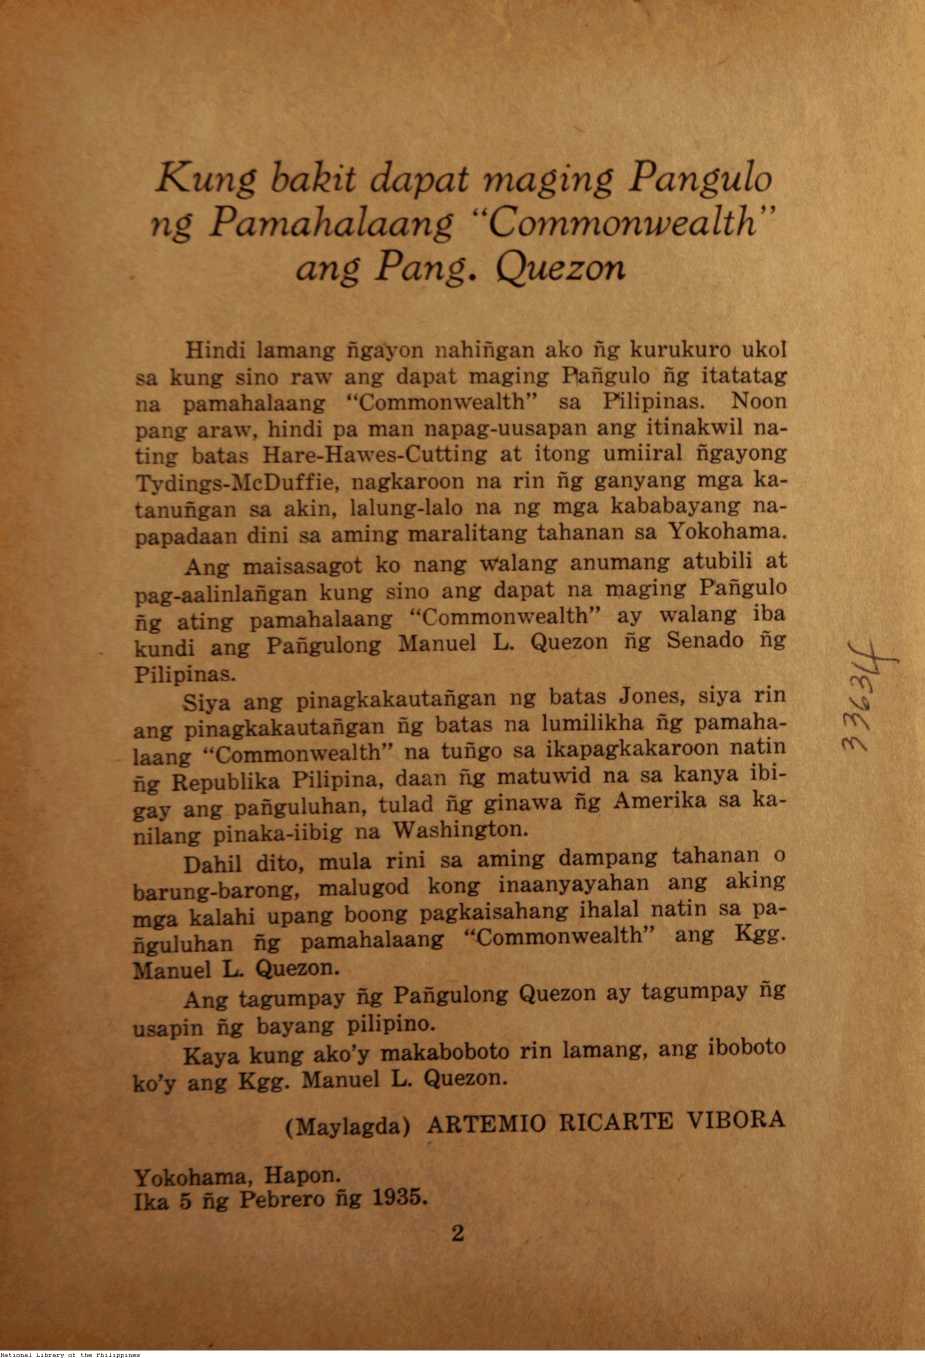 Kung bakit dapat maging Pangulo
ng Pamahalaang “Commonwealth”
ang Pang. Quezon
Hindi lamang ñgayon nahiñgan ako ñg kurukuro ukol
sa kung sino raw ang dapat maging Pañgulo ñg itatatag
na pamahalaang “Commonwealth” sa Pilipinas. Noon
pang araw, hindi pa man napag-uusapan ang itinakwil na-
ting batas Hare-Hawes-Cutting at itong umiiral ñgayong
Tydings-McDuffie, nagkaroon na rin ñg ganyang mga ka-
tanuñgan sa akin, lalung-lalo na ng mga kababayang na-
papadaan dini sa aming maralitang tahanan sa Yokohama.
Ang maisasagot ko nang walang anumang atubili at
pag-aalinlañgan kung sino ang dapat na maging Pañgulo
ñg ating pamahalaang “Commonwealth” ay walang iba
kundi ang Pañgulong Manuel L. Quezon ñg Senado ñg
Pilipinas.
Siya ang pinagkakautañgan ng batas Jones, siya rin
ang pinagkakautañgan ñg batas na lumilikha ñg pamaha-
laang “Commonwealth” na tuñgo sa ikapagkakaroon natin
ñg Republika Pilipina, daan ñg matuwid na sa kanya ibi-
gay ang pañguluhan, tulad ñg ginawa ñg Amerika sa ka-
nilang pinaka-iibig na Washington.
Dahil dito, mula rini sa aming dampang tahanan o
barung-barong, malugod kong inaanyayahan ang aking
mga kalahi upang boong pagkaisahang ihalal natin sa pa-
ñguluhan ñg pamahalaang “Commonwealth” ang Kgg.
Manuel L. Quezon.
Ang tagumpay ñg Pañgulong Quezon ay tagumpay ñg
usapin ñg bayang pilipino.
Kaya kung ako’y makaboboto rin lamang, ang iboboto
ko’y ang Kgg. Manuel L. Quezon.
(Maylagda) ARTEMIO RICARTE VIBORA
Yokohama, Hapon.
Ika 5 ñg Pebrero ñg 1935.
2
33634
National Library of the Philippines